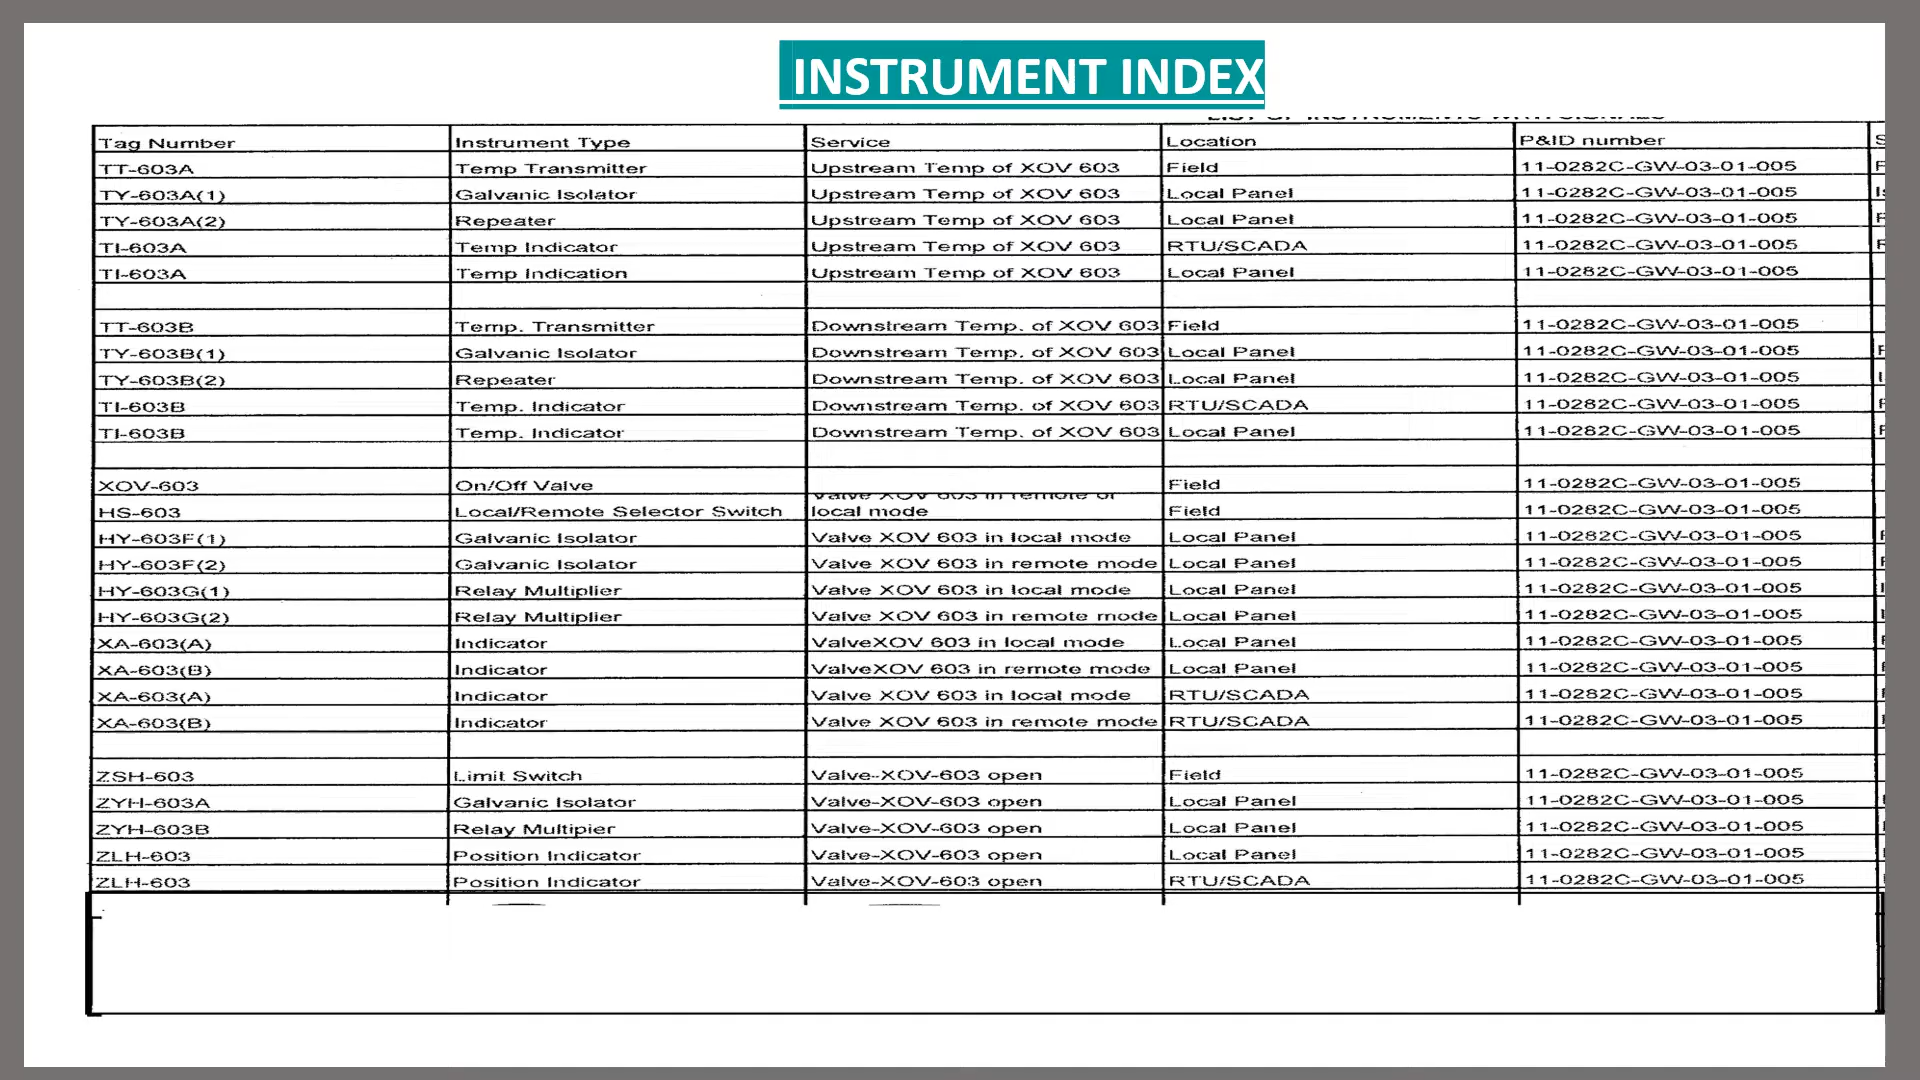 INSTRUMENT INDEX
LIST OF INSTRUMENTS WITH SIGNALS
Tag Number Instrument Type Service Location P&ID number
TT-603A Temp Transmitter Upstream Temp of XOV 603 Field 11-0282C-GW-03-01-005
TY-603A(1) Galvanic Isolator Upstream Temp of XOV 603 Local Panel 11-0282C-GW-03-01-005
TY-603A(2) Repeater Upstream Temp of XOV 603 Local Panel 11-0282C-GW-03-01-005
TI-603A Temp Indicator Upstream Temp of XOV 603 RTU/SCADA 11-0282C-GW-03-01-005
TI-603A Temp Indication Upstream Temp of XOV 603 Local Panel 11-0282C-GW-03-01-005
TT-603B Temp. Transmitter Downstream Temp. of XOV 603 Field 11-0282C-GW-03-01-005
TY-603B(1) Galvanic Isolator Downstream Temp. of XOV 603 Local Panel 11-0282C-GW-03-01-005
TY-603B(2) Repeater Downstream Temp. of XOV 603 Local Panel 11-0282C-GW-03-01-005
TI-603B Temp. Indicator Downstream Temp. of XOV 603 RTU/SCADA 11-0282C-GW-03-01-005
TI-603B Temp. Indicator Downstream Temp. of XOV 603 Local Panel 11-0282C-GW-03-01-005
XOV-603 On/Off Valve Field 11-0282C-GW-03-01-005
Valve XOV 603 in remote or
HS-603 Local/Remote Selector Switch local mode Field 11-0282C-GW-03-01-005
HY-603F(1) Galvanic Isolator Valve XOV 603 in local mode Local Panel 11-0282C-GW-03-01-005
HY-603F(2) Galvanic Isolator Valve XOV 603 in remote mode Local Panel 11-0282C-GW-03-01-005
HY-603G(1) Relay Multiplier Valve XOV 603 in local mode Local Panel 11-0282C-GW-03-01-005
HY-603G(2) Relay Multiplier Valve XOV 603 in remote mode Local Panel 11-0282C-GW-03-01-005
XA-603(A) Indicator ValveXOV 603 in local mode Local Panel 11-0282C-GW-03-01-005
XA-603(B) Indicator ValveXOV 603 in remote mode Local Panel 11-0282C-GW-03-01-005
XA-603(A) Indicator Valve XOV 603 in local mode RTU/SCADA 11-0282C-GW-03-01-005
XA-603(B) Indicator Valve XOV 603 in remote mode RTU/SCADA 11-0282C-GW-03-01-005
ZSH-603 Limit Switch Valve-XOV-603 open Field 11-0282C-GW-03-01-005
ZYH-603A Galvanic Isolator Valve-XOV-603 open Local Panel 11-0282C-GW-03-01-005
ZYH-603B Relay Multipier Valve-XOV-603 open Local Panel 11-0282C-GW-03-01-005
ZLH-603 Position Indicator Valve-XOV-603 open Local Panel 11-0282C-GW-03-01-005
ZLH-603 Position Indicator Valve-XOV-603 open RTU/SCADA 11-0282C-GW-03-01-005